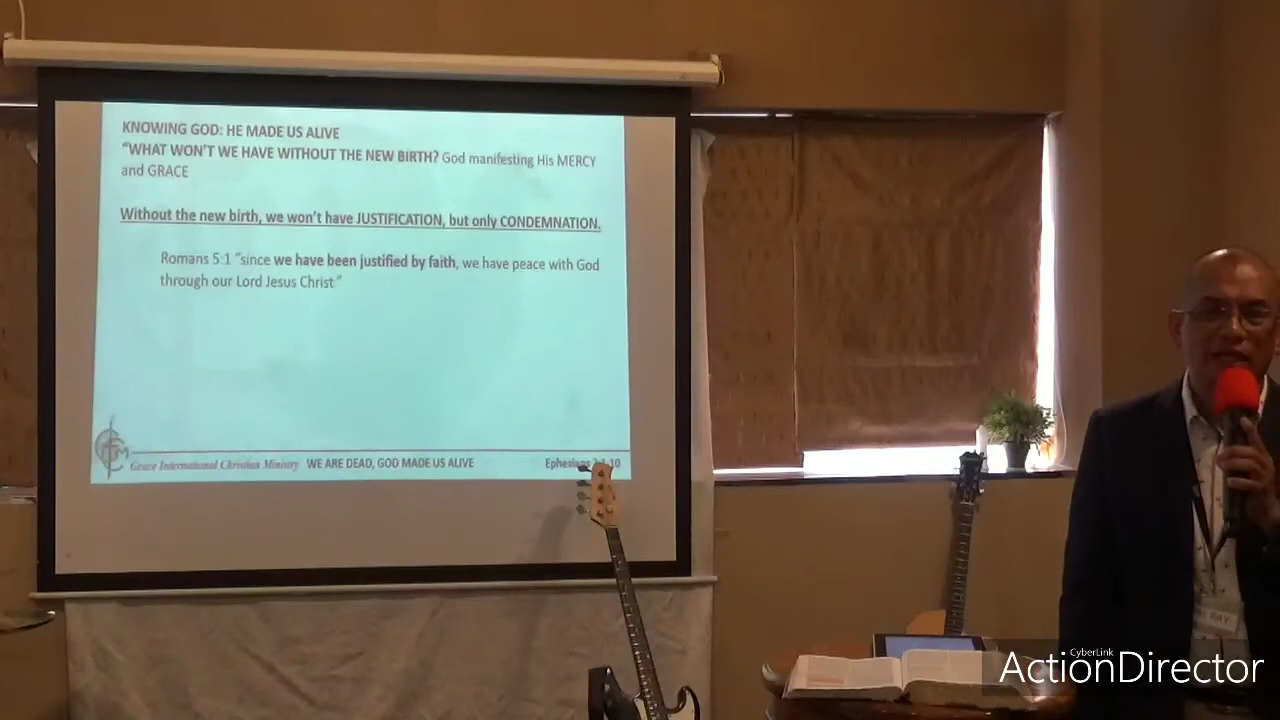 KNOWING GOD: HE MADE US ALIVE
“WHAT WON’T WE HAVE WITHOUT THE NEW BIRTH? God manifesting His MERCY
and GRACE
Without the new birth, we won’t have JUSTIFICATION, but only CONDEMNATION.
Romans 5:1 “since we have been justified by faith, we have peace with God
through our Lord Jesus Christ”
Grace International Christian Ministry WE ARE DEAD, GOD MADE US ALIVE Ephesians
RAY
CyberLink
ActionDirector